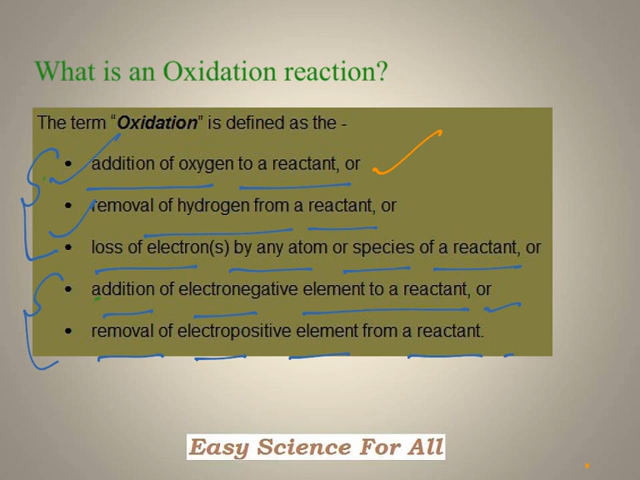 What is an Oxidation reaction?
The term “Oxidation” is defined as the -
• addition of oxygen to a reactant, or
• removal of hydrogen from a reactant, or
• loss of electron(s) by any atom or species of a reactant, or
• addition of electronegative element to a reactant, or
• removal of electropositive element from a reactant.
Easy Science For All